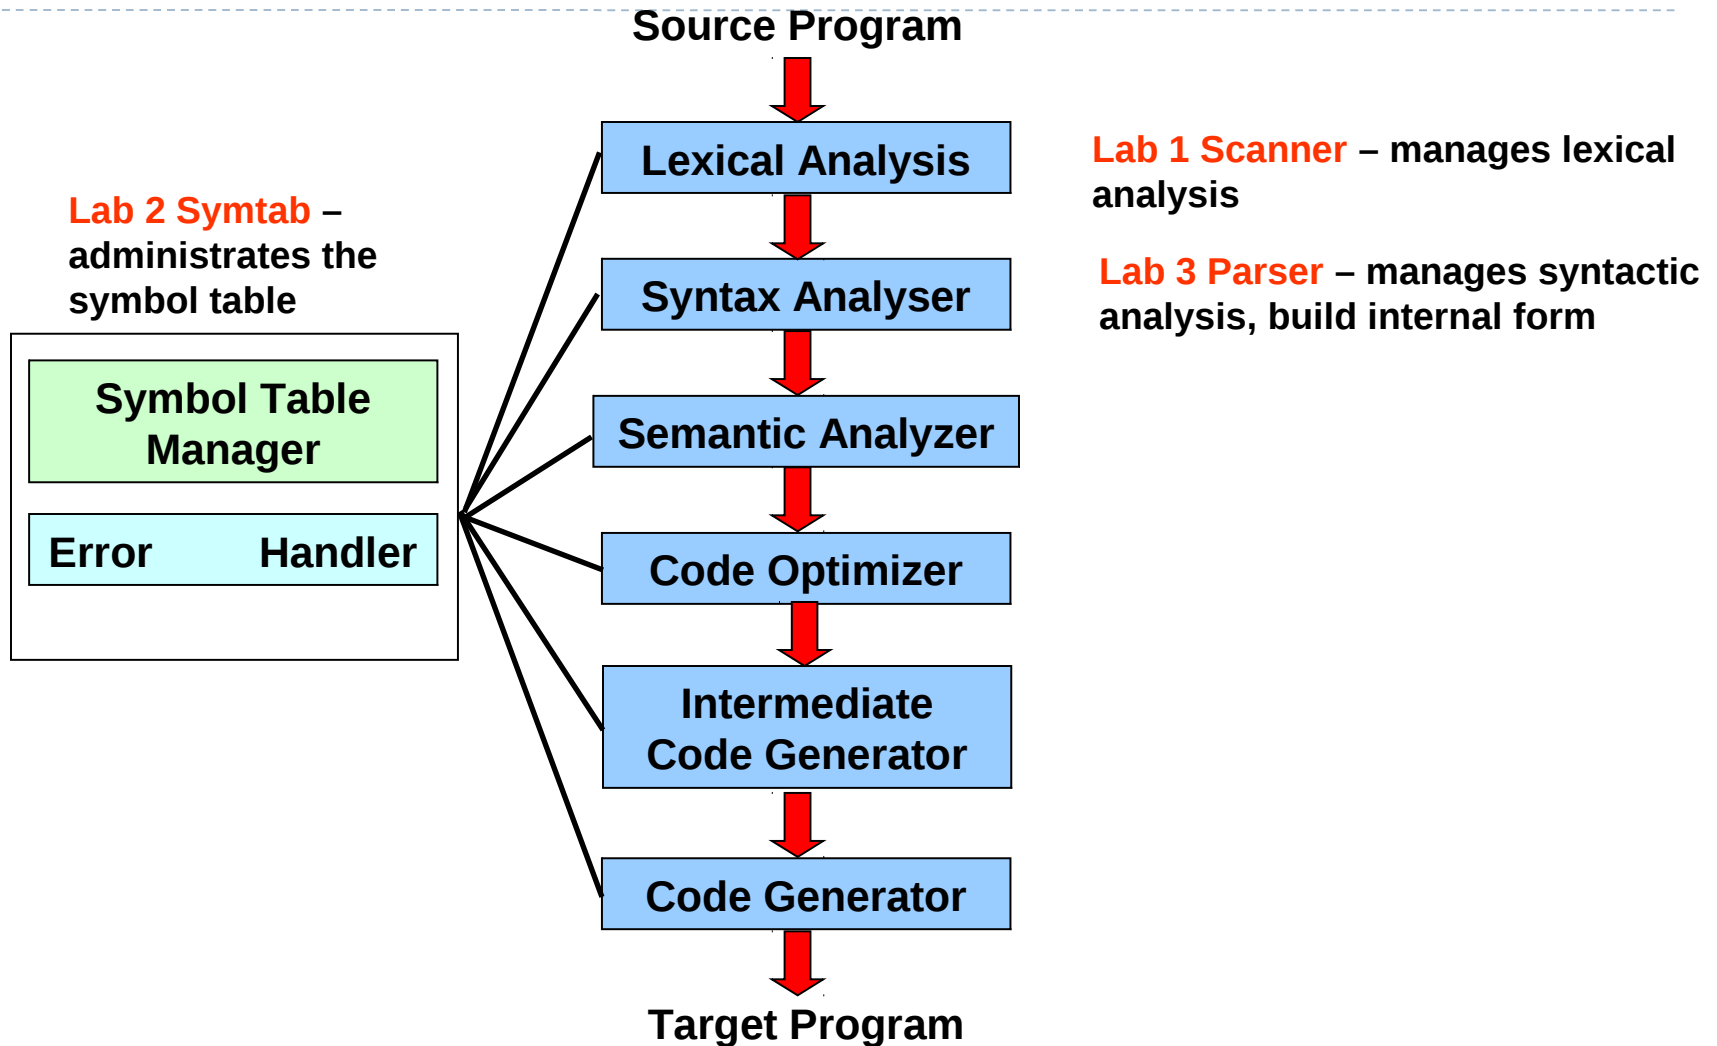 Source Program
Lexical Analysis
Lab 1 Scanner – manages lexical
analysis
Lab 2 Symtab –
administrates the
symbol table
Syntax Analyser
Lab 3 Parser – manages syntactic
analysis, build internal form
Symbol Table
Manager
Semantic Analyzer
Error Handler
Code Optimizer
Intermediate
Code Generator
Code Generator
Target Program